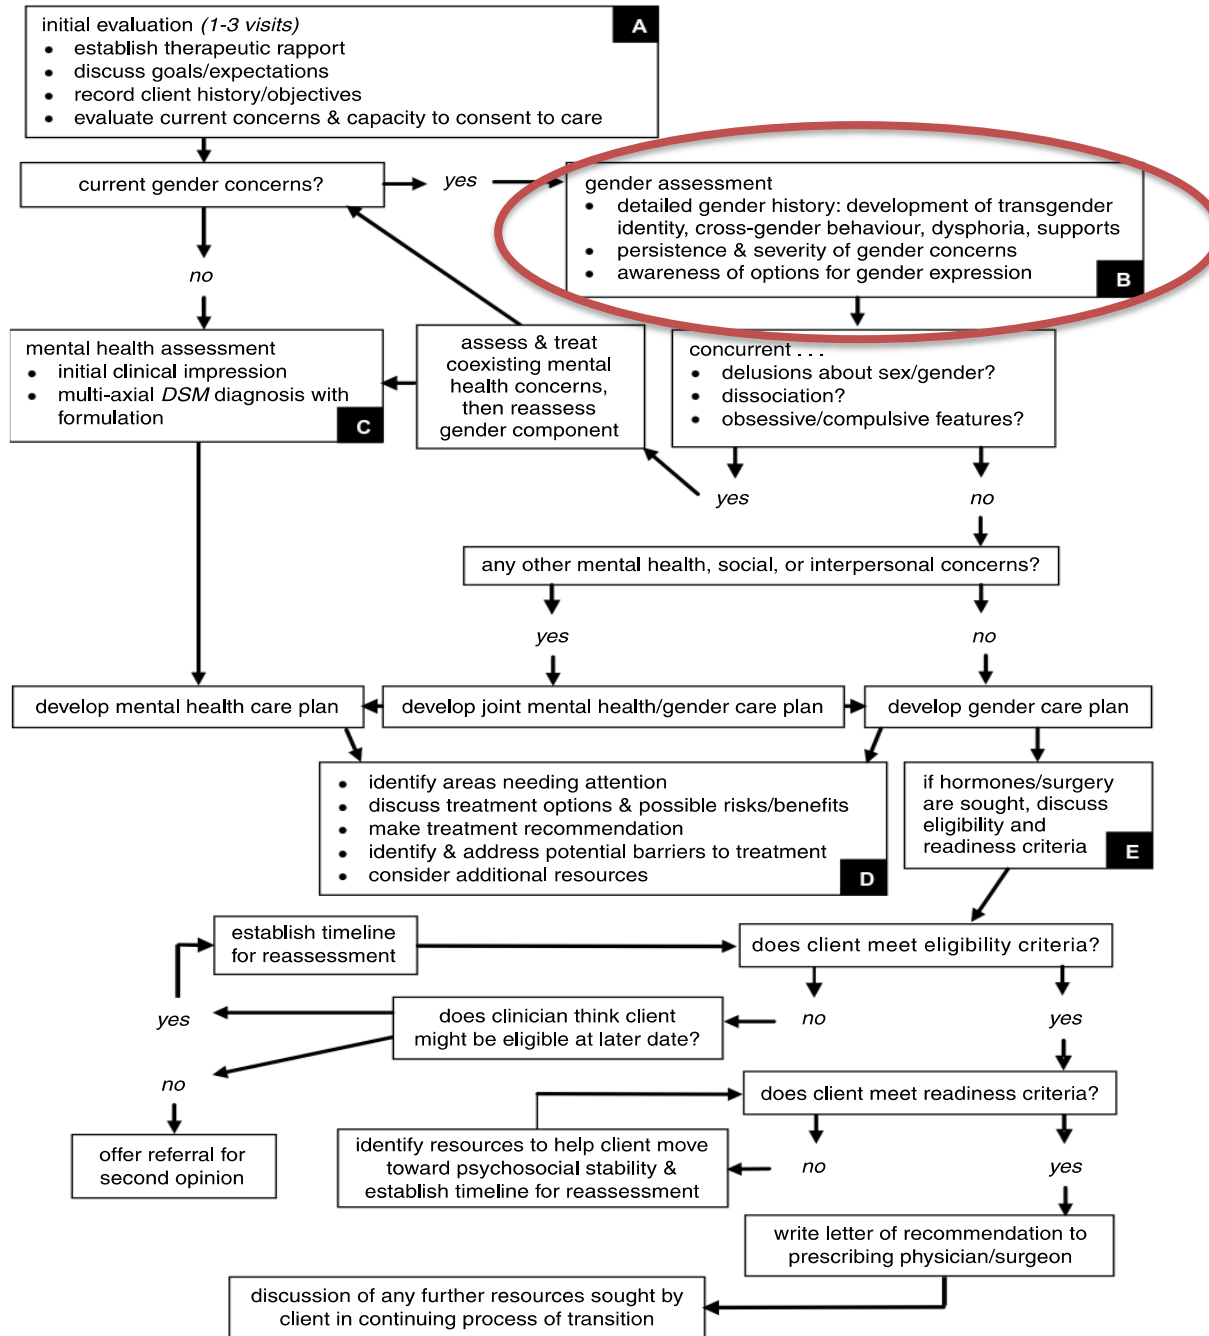 initial evaluation (1-3 visits)
A
• establish therapeutic rapport
• discuss goals/expectations
• record client history/objectives
• evaluate current concerns & capacity to consent to care
current gender concerns?
yes
gender assessment
• detailed gender history: development of transgender
identity, cross-gender behaviour, dysphoria, supports
• persistence & severity of gender concerns
• awareness of options for gender expression
B
no
mental health assessment
• initial clinical impression
• multi-axial DSM diagnosis with
formulation
C
assess & treat
coexisting mental
health concerns,
then reassess
gender component
concurrent . . .
• delusions about sex/gender?
• dissociation?
• obsessive/compulsive features?
yes
no
any other mental health, social, or interpersonal concerns?
yes
no
develop mental health care plan
develop joint mental health/gender care plan
develop gender care plan
• identify areas needing attention
• discuss treatment options & possible risks/benefits
• make treatment recommendation
• identify & address potential barriers to treatment
• consider additional resources
D
if hormones/surgery
are sought, discuss
eligibility and
readiness criteria
E
establish timeline
for reassessment
does client meet eligibility criteria?
yes
does clinician think client
might be eligible at later date?
no
yes
no
does client meet readiness criteria?
offer referral for
second opinion
identify resources to help client move
toward psychosocial stability &
establish timeline for reassessment
no
yes
write letter of recommendation to
prescribing physician/surgeon
discussion of any further resources sought by
client in continuing process of transition